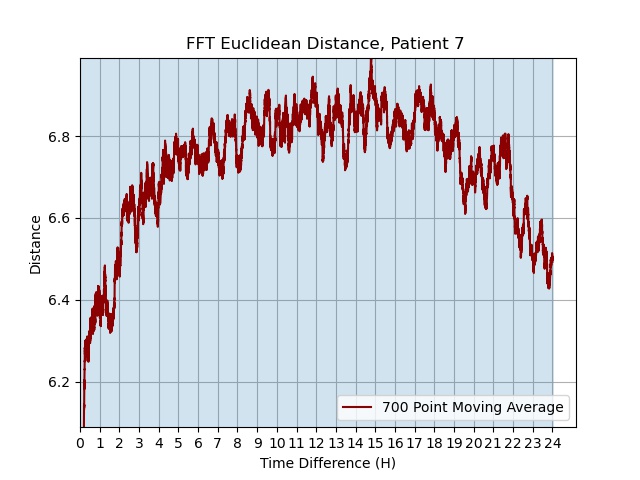 FFT Euclidean Distance, Patient 7
Distance
6.8
6.6
6.4
6.2
700 Point Moving Average
0 1 2 3 4 5 6 7 8 9 10 11 12 13 14 15 16 17 18 19 20 21 22 23 24
Time Difference (H)